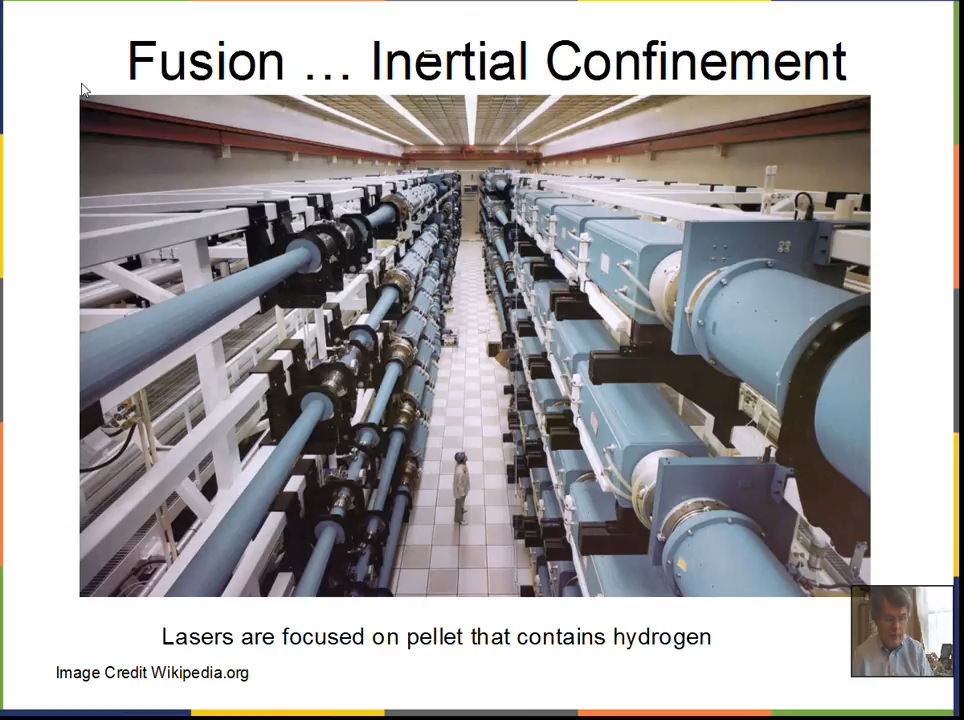 Fusion … Inertial Confinement
Lasers are focused on pellet that contains hydrogen
Image Credit Wikipedia.org